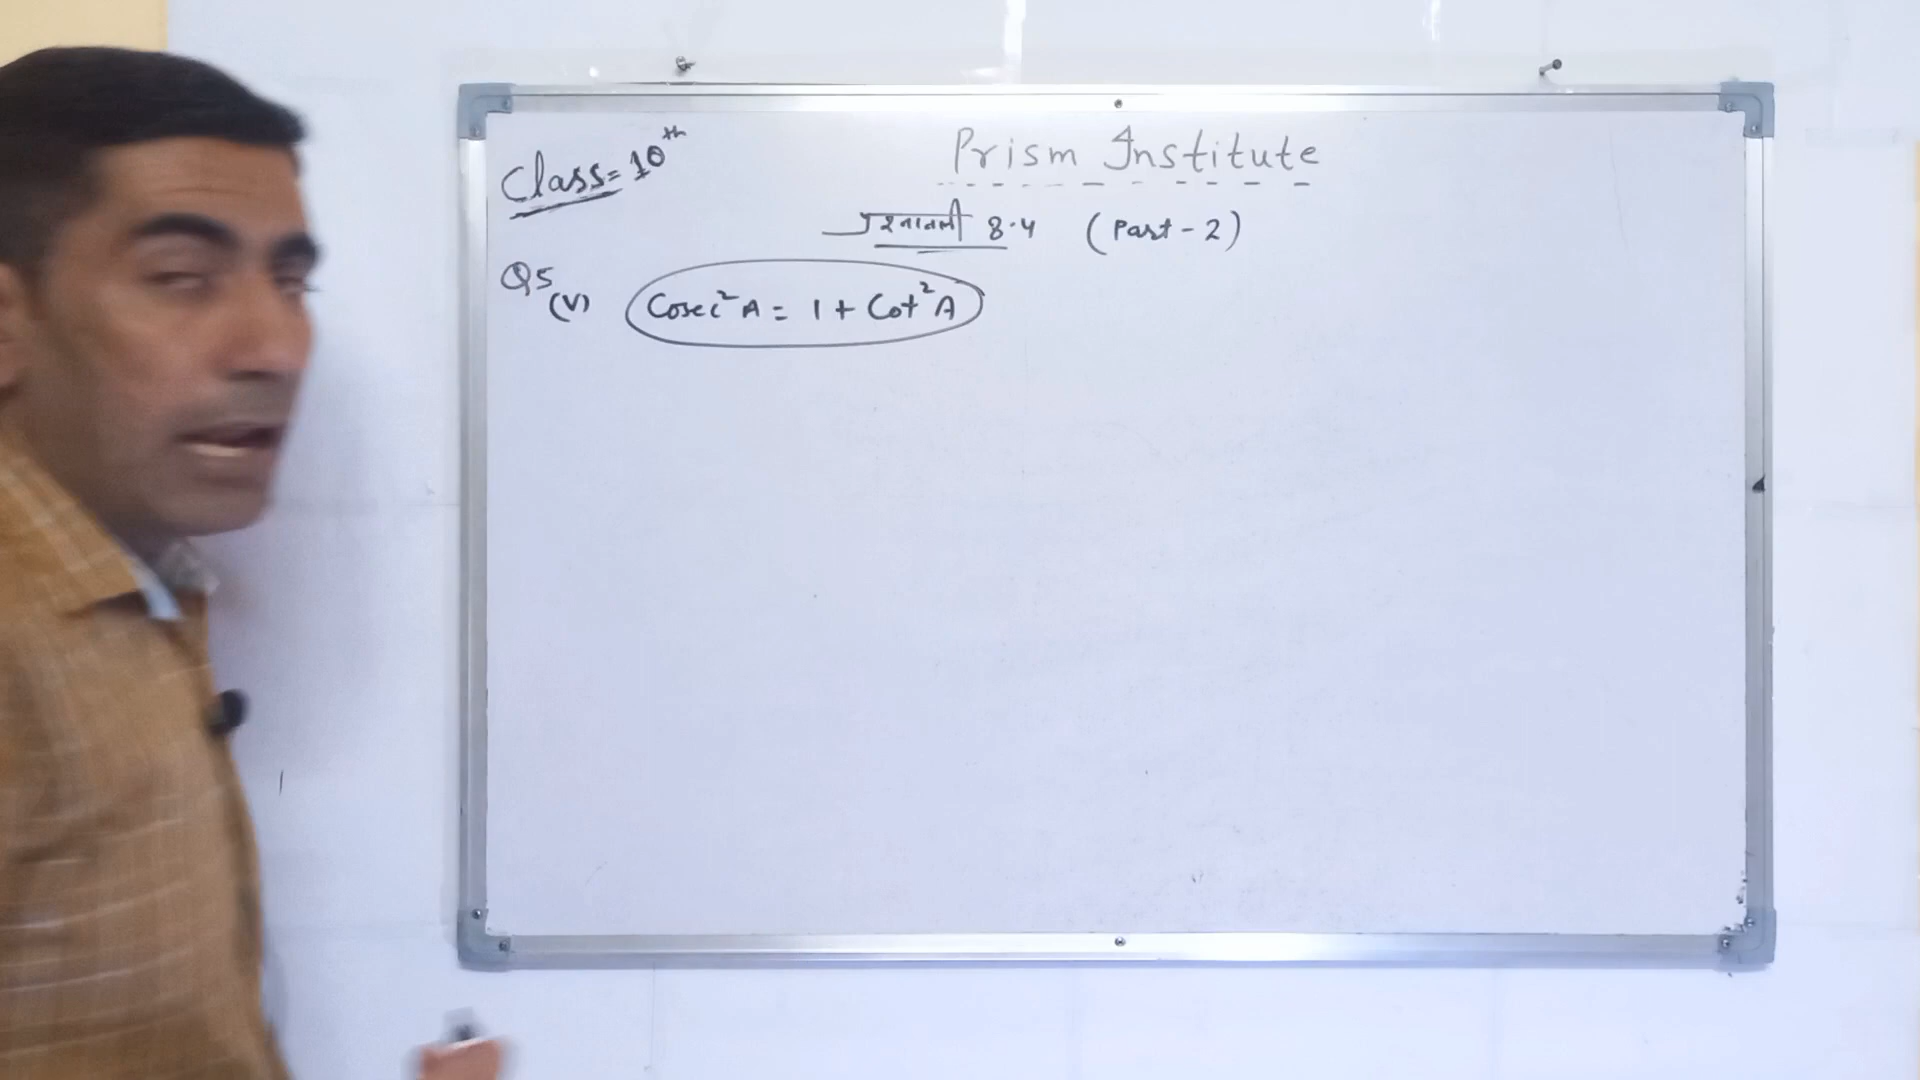 Class = 10th
Prism Institute
प्रश्नावली 8.4 (Part - 2)
Q5
(V) Cosec²A = 1 + Cot²A